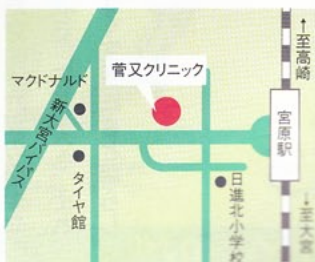 ↑至高崎
菅又クリニック
マクドナルド
新大宮バイパス
宮原駅
タイヤ館
日進北小学校
↓至大宮